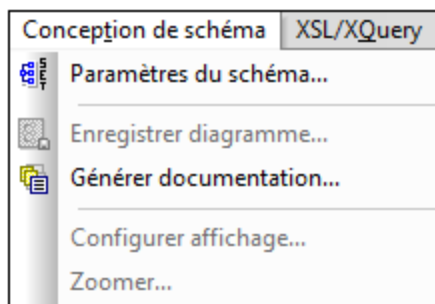 Conception de schéma XSL/XQuery
Paramètres du schéma...
Enregistrer diagramme...
Générer documentation...
Configurer affichage...
Zoomer...